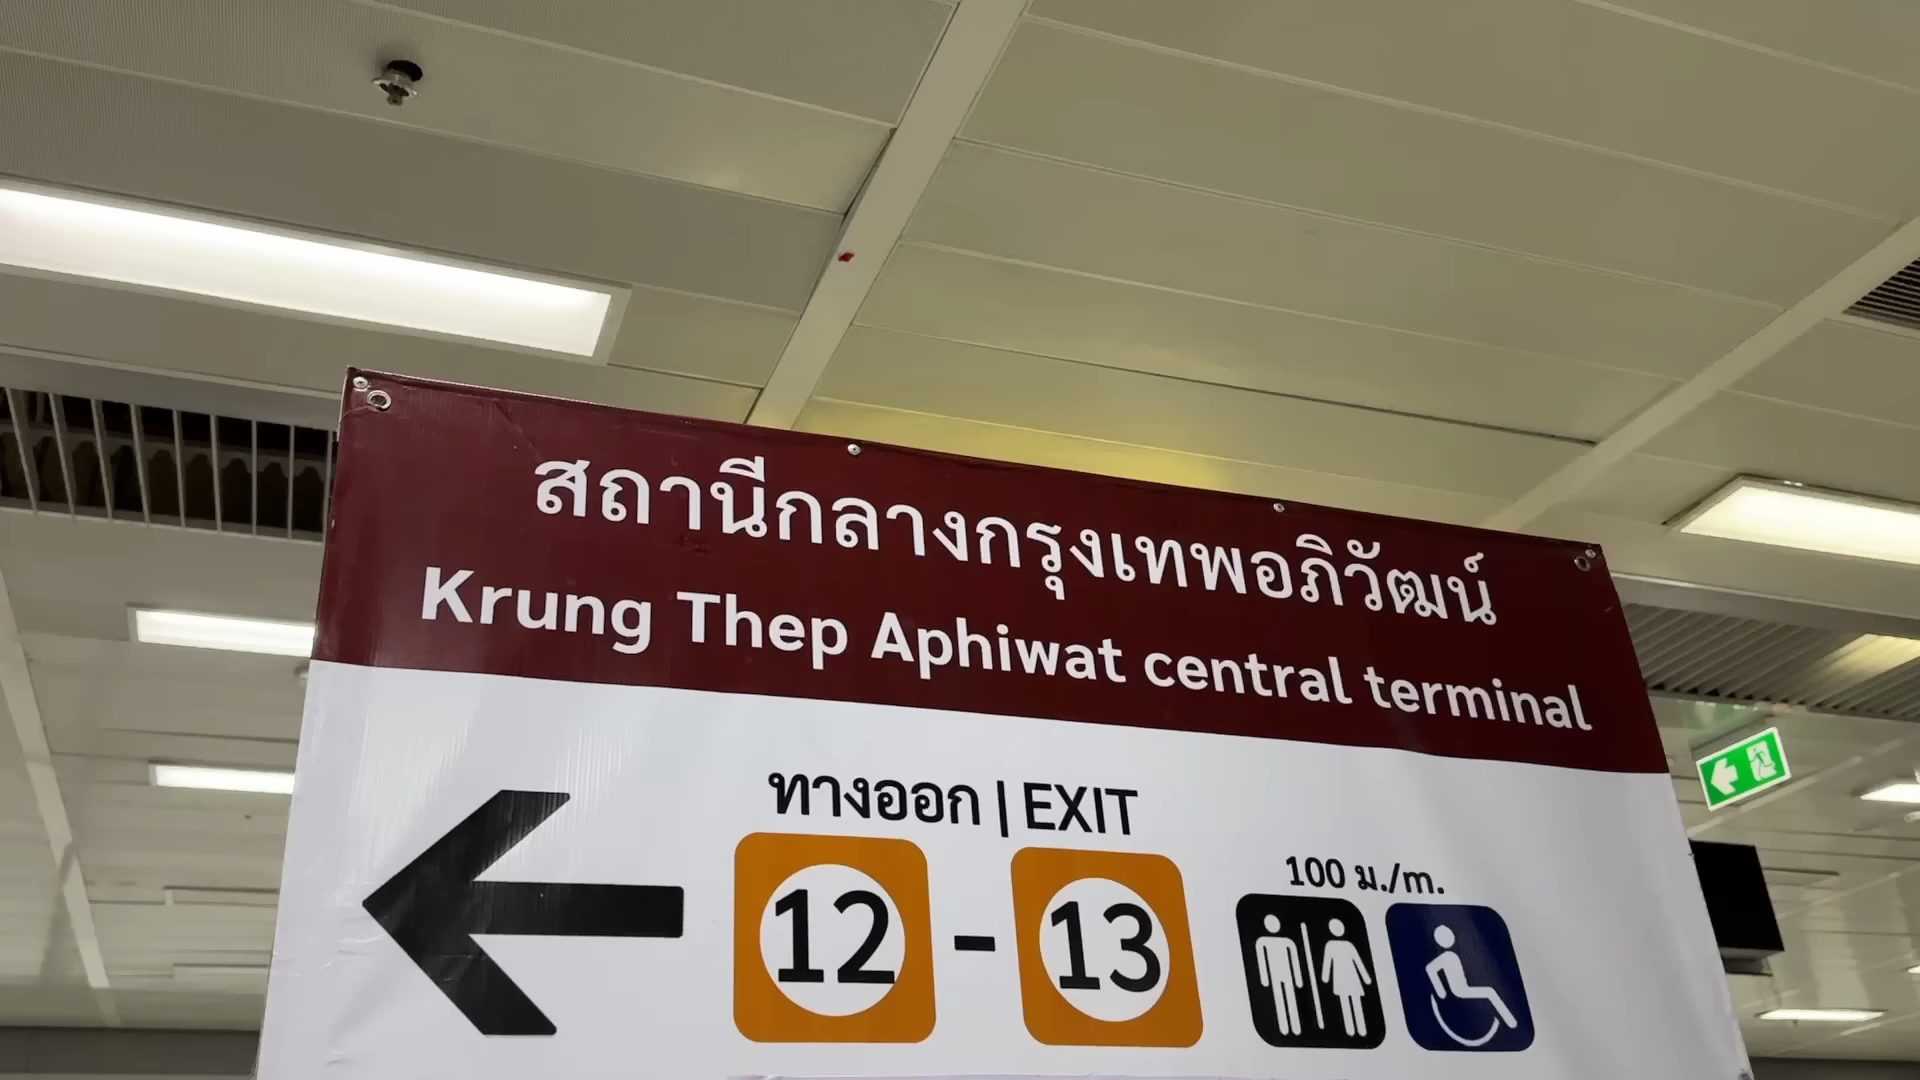 สถานีกลางกรุงเทพอภิวัฒน์
Krung Thep Aphiwat central terminal
ทางออก | EXIT
12 - 13
100 ม./m.